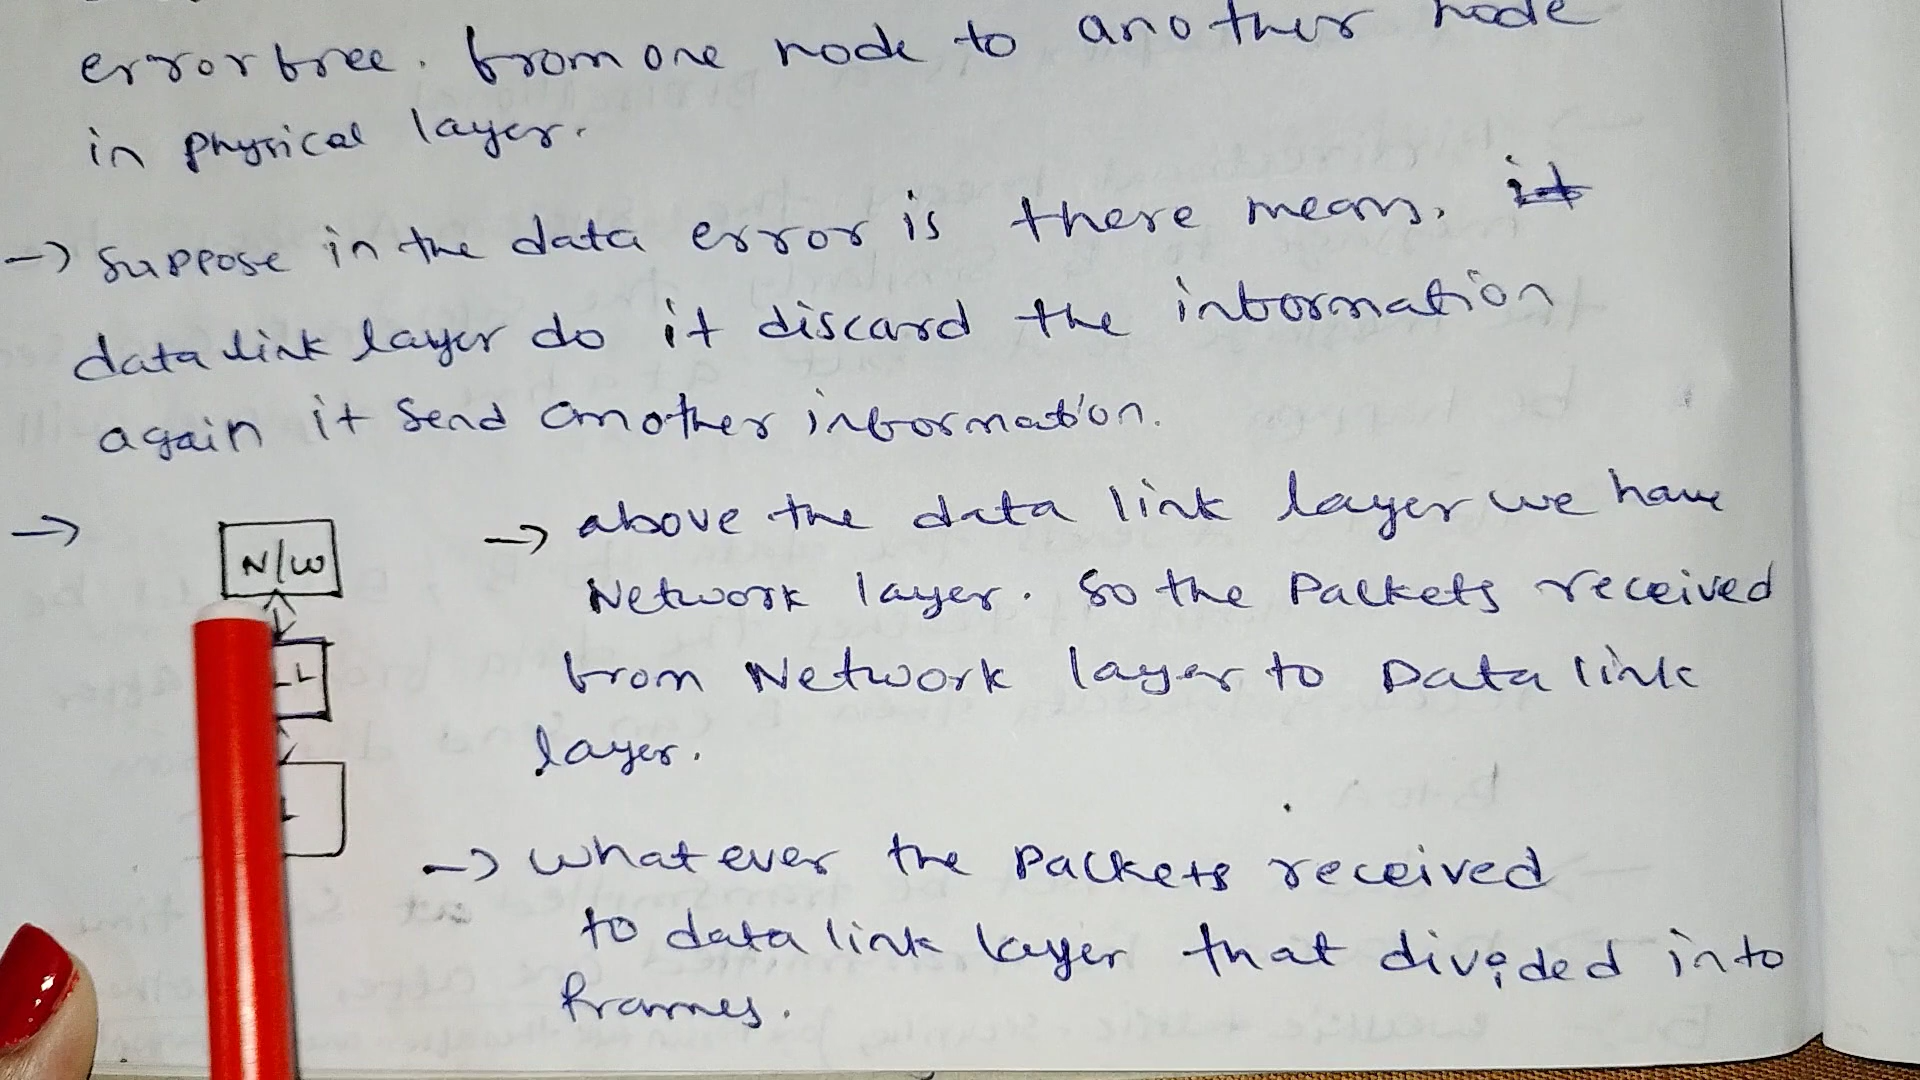 error free. from one node to another node
in physical layer.
→ Suppose in the data error is there means, it
data link layer do it discard the information
again it send another information.
→
N/W
L
→ above the data link layer we have
Network layer. So the Packets received
from Network layer to Data link
layer.
→ whatever the Packets received
to data link layer that divided into
frames.